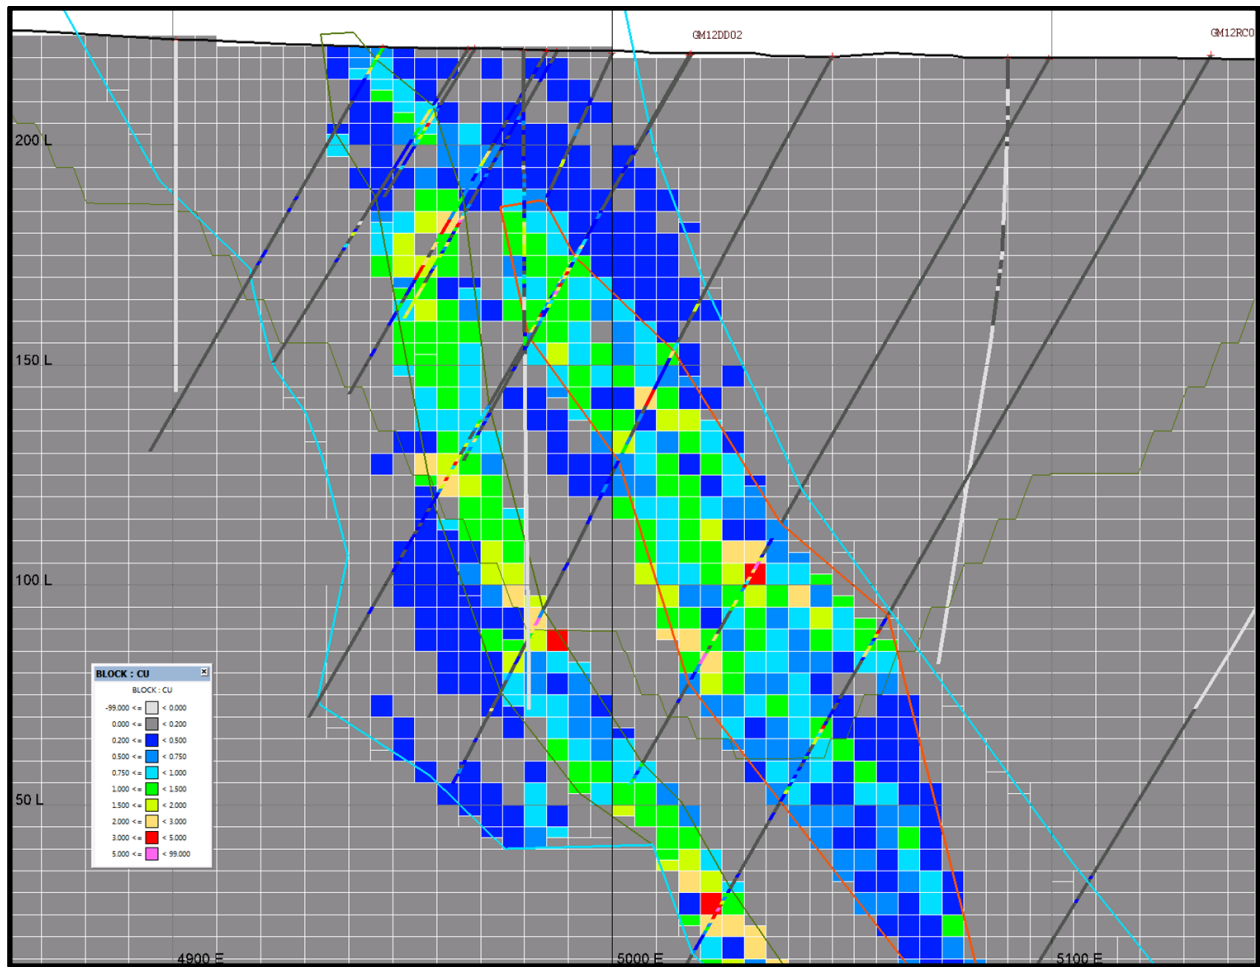 GM12DD02
GM12RC0
200 L
150 L
100 L
50 L
BLOCK : CU
BLOCK : CU
-99.000 <= < 0.000
0.000 <= < 0.200
0.200 <= < 0.500
0.500 <= < 0.750
0.750 <= < 1.000
1.000 <= < 1.500
1.500 <= < 2.000
2.000 <= < 3.000
3.000 <= < 5.000
5.000 <= < 99.000
4900 E
5000 E
5100 E